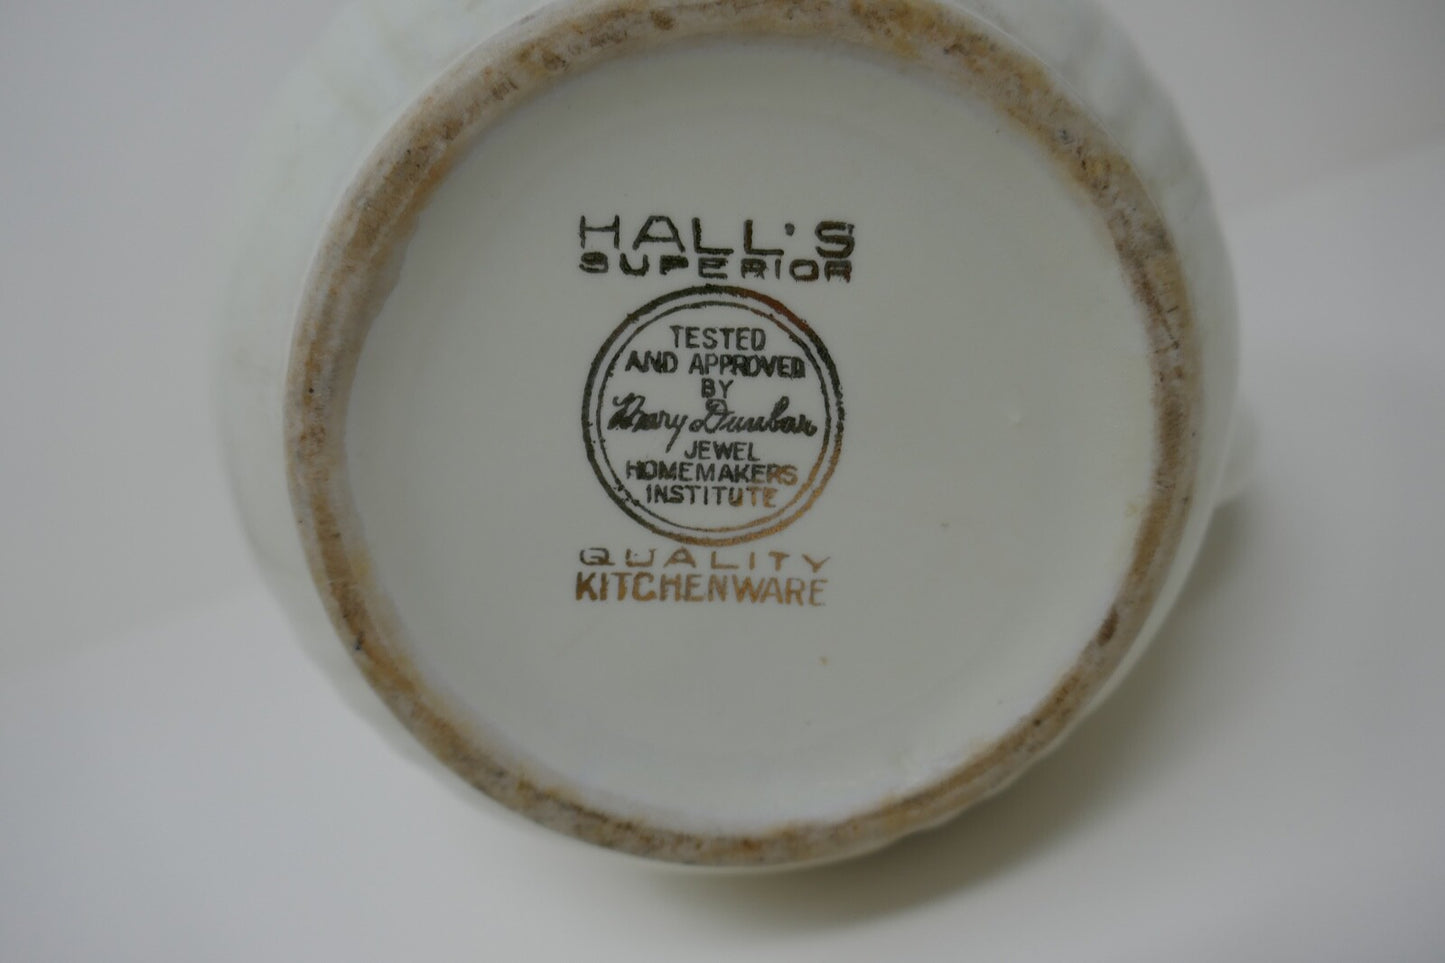 HALL'S
SUPERIOR
TESTED
AND APPROVED
BY
Mary Dunbar
JEWEL
HOMEMAKERS
INSTITUTE
QUALITY
KITCHENWARE